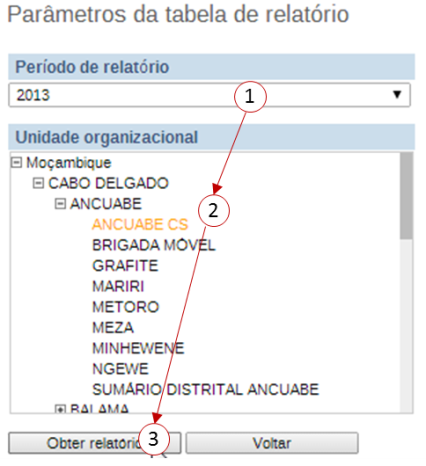 Parâmetros da tabela de relatório
Período de relatório
2013
1
Unidade organizacional
Moçambique
CABO DELGADO
ANCUABE
2
ANCUABE CS
BRIGADA MÓVEL
GRAFITE
MARIRI
METORO
MEZA
MINHEWENE
NGEWE
SUMÁRIO DISTRITAL ANCUABE
BALAMA
Obter relatório
3
Voltar